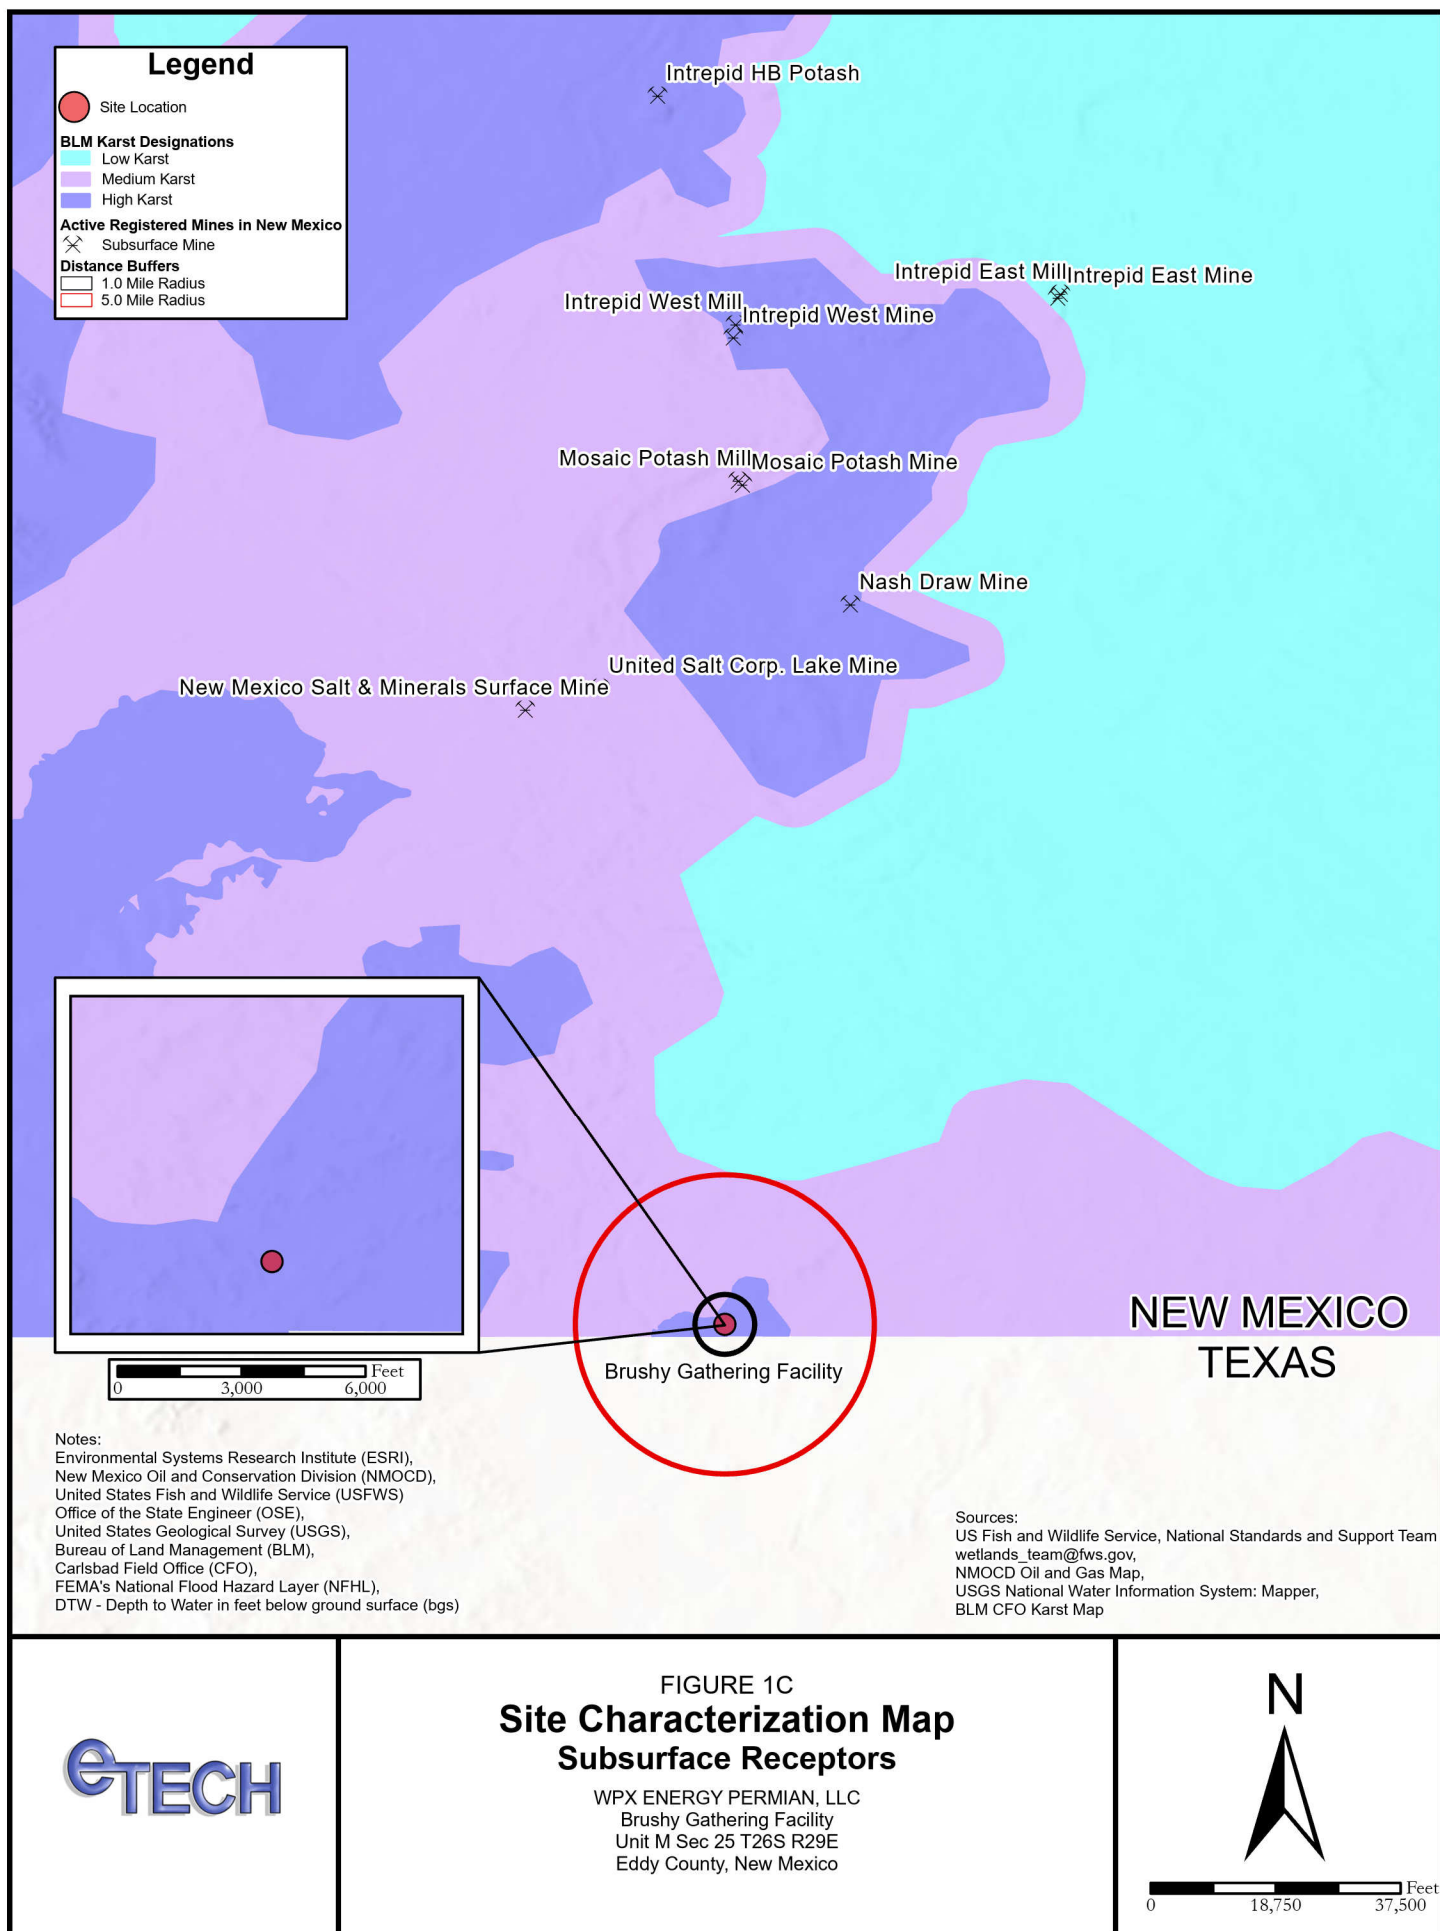 Legend
Site Location
BLM Karst Designations
Low Karst
Medium Karst
High Karst
Active Registered Mines in New Mexico
Subsurface Mine
Distance Buffers
1.0 Mile Radius
5.0 Mile Radius
Intrepid HB Potash
Intrepid East Mill
Intrepid East Mine
Intrepid West Mill
Intrepid West Mine
Mosaic Potash Mill
Mosaic Potash Mine
Nash Draw Mine
United Salt Corp. Lake Mine
New Mexico Salt & Minerals Surface Mine
NEW MEXICO
TEXAS
Brushy Gathering Facility
Feet
0 3,000 6,000
Notes:
Environmental Systems Research Institute (ESRI),
New Mexico Oil and Conservation Division (NMOCD),
United States Fish and Wildlife Service (USFWS)
Office of the State Engineer (OSE),
United States Geological Survey (USGS),
Bureau of Land Management (BLM),
Carlsbad Field Office (CFO),
FEMA's National Flood Hazard Layer (NFHL),
DTW - Depth to Water in feet below ground surface (bgs)
Sources:
US Fish and Wildlife Service, National Standards and Support Team
wetlands_team@fws.gov,
NMOCD Oil and Gas Map,
USGS National Water Information System: Mapper,
BLM CFO Karst Map
eTECH
FIGURE 1C
Site Characterization Map
Subsurface Receptors
WPX ENERGY PERMIAN, LLC
Brushy Gathering Facility
Unit M Sec 25 T26S R29E
Eddy County, New Mexico
N
Feet
0 18,750 37,500